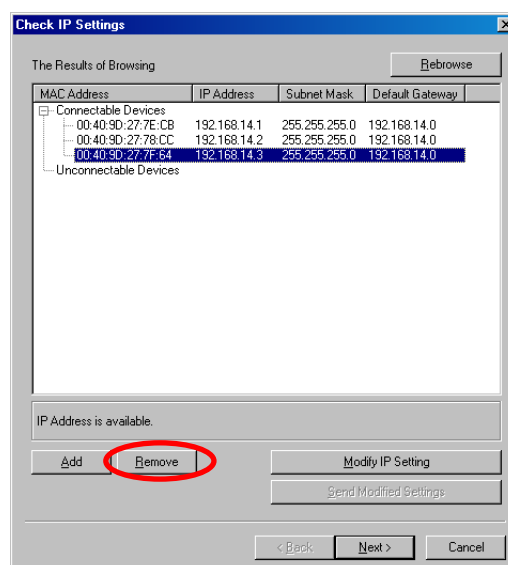 Check IP Settings
The Results of Browsing
Rebrowse
MAC Address IP Address Subnet Mask Default Gateway
Connectable Devices
00:40:9D:27:7E:CB 192.168.14.1 255.255.255.0 192.168.14.0
00:40:9D:27:78:CC 192.168.14.2 255.255.255.0 192.168.14.0
00:40:9D:27:7F:64 192.168.14.3 255.255.255.0 192.168.14.0
Unconnectable Devices
IP Address is available.
Add Remove Modify IP Setting
Send Modified Settings
< Back Next > Cancel